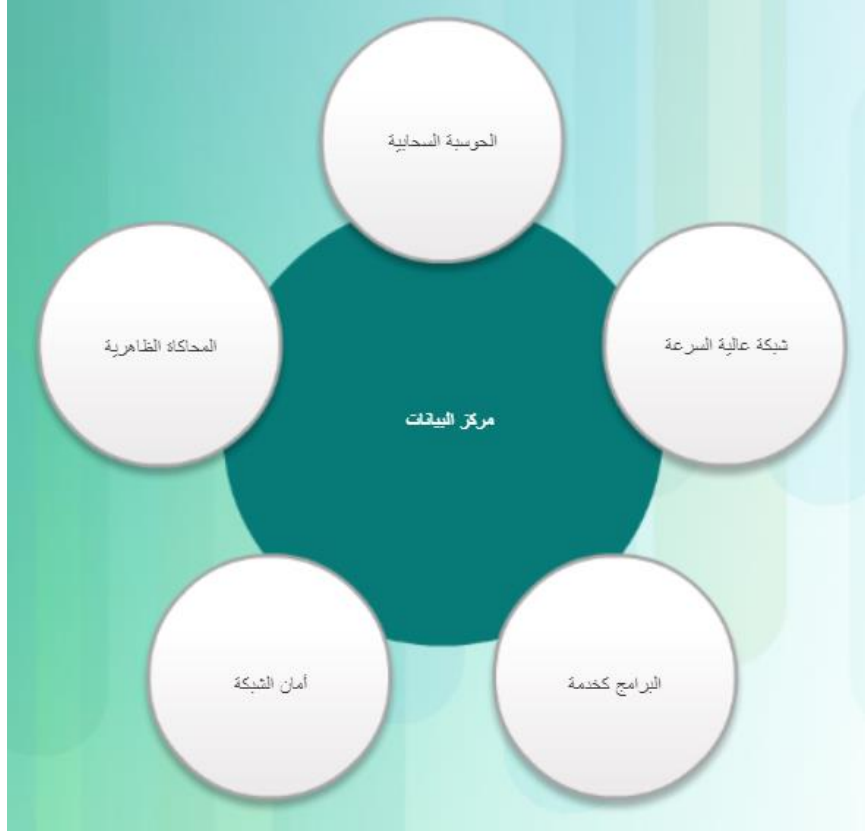 الحوسبة السحابية
شبكة عالية السرعة
المحاكاة الظاهرية
مركز البيانات
البرامج كخدمة
أمان الشبكة